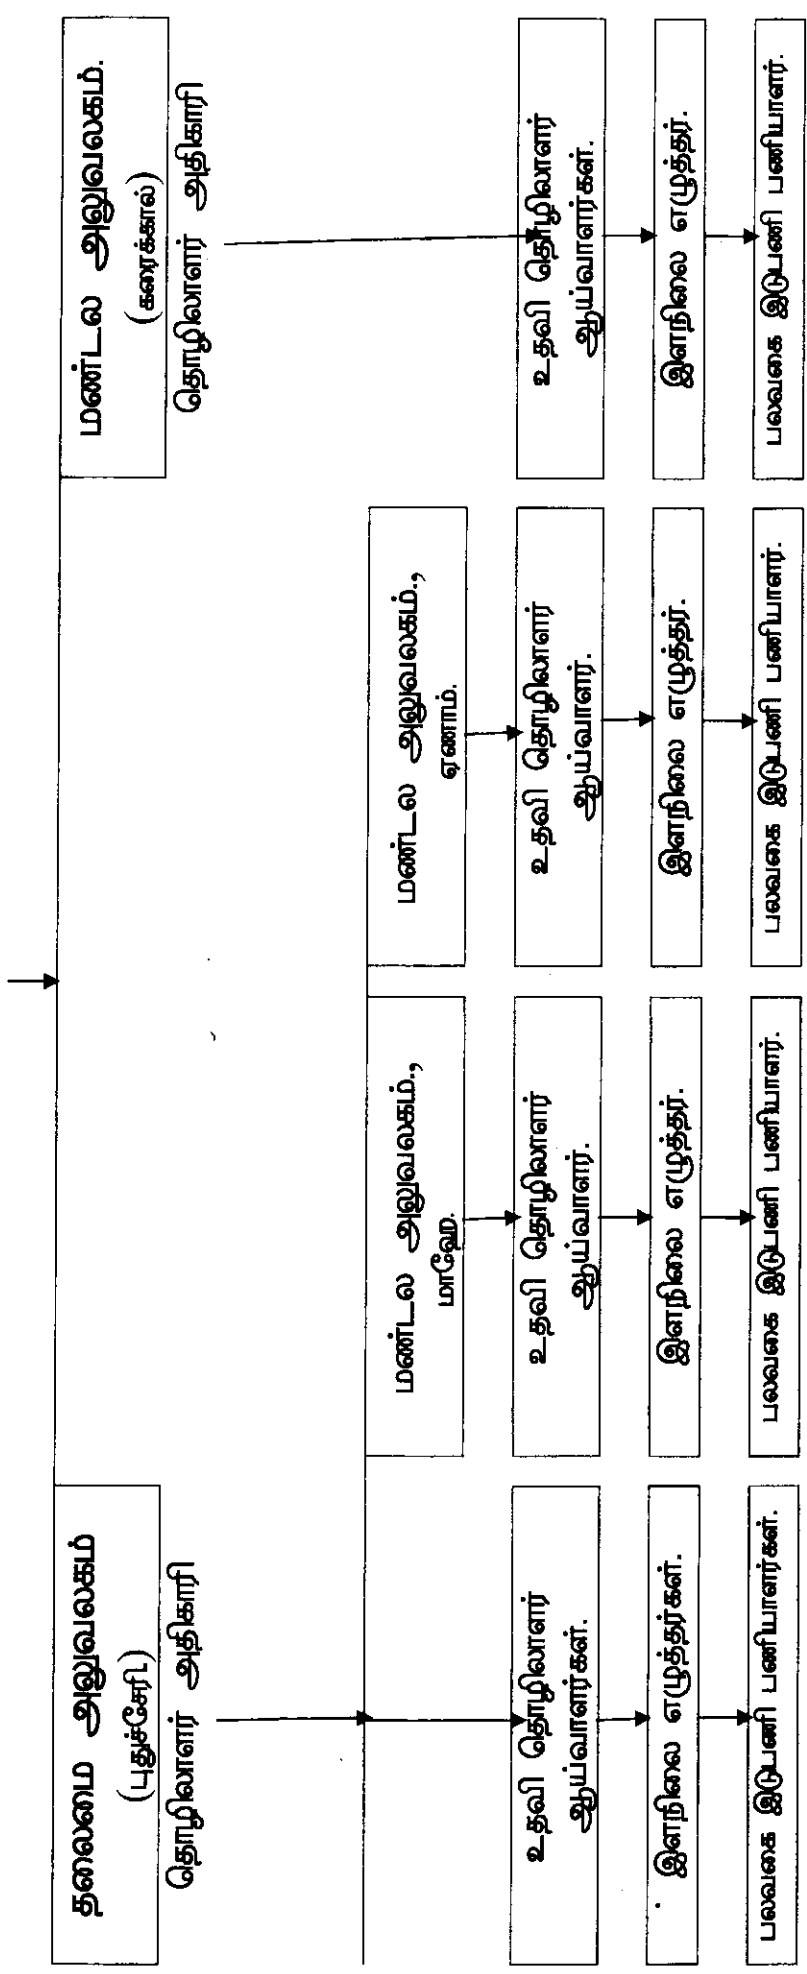 தலைமை அலுவலகம்
(புதுச்சேரி)
தொழிலாளர் அதிகாரி
மண்டல அலுவலகம்.
(காரைக்கால்)
தொழிலாளர் அதிகாரி
மண்டல அலுவலகம்.,
மாஹே.
மண்டல அலுவலகம்.,
ஏனாம்.
உதவி தொழிலாளர்
ஆய்வாளர்கள்.
உதவி தொழிலாளர்
ஆய்வாளர்.
உதவி தொழிலாளர்
ஆய்வாளர்.
உதவி தொழிலாளர்
ஆய்வாளர்கள்.
இளநிலை எழுத்தர்கள்.
இளநிலை எழுத்தர்.
இளநிலை எழுத்தர்.
இளநிலை எழுத்தர்.
பலவகை இடுபணி பணியாளர்கள்.
பலவகை இடுபணி பணியாளர்.
பலவகை இடுபணி பணியாளர்.
பலவகை இடுபணி பணியாளர்.